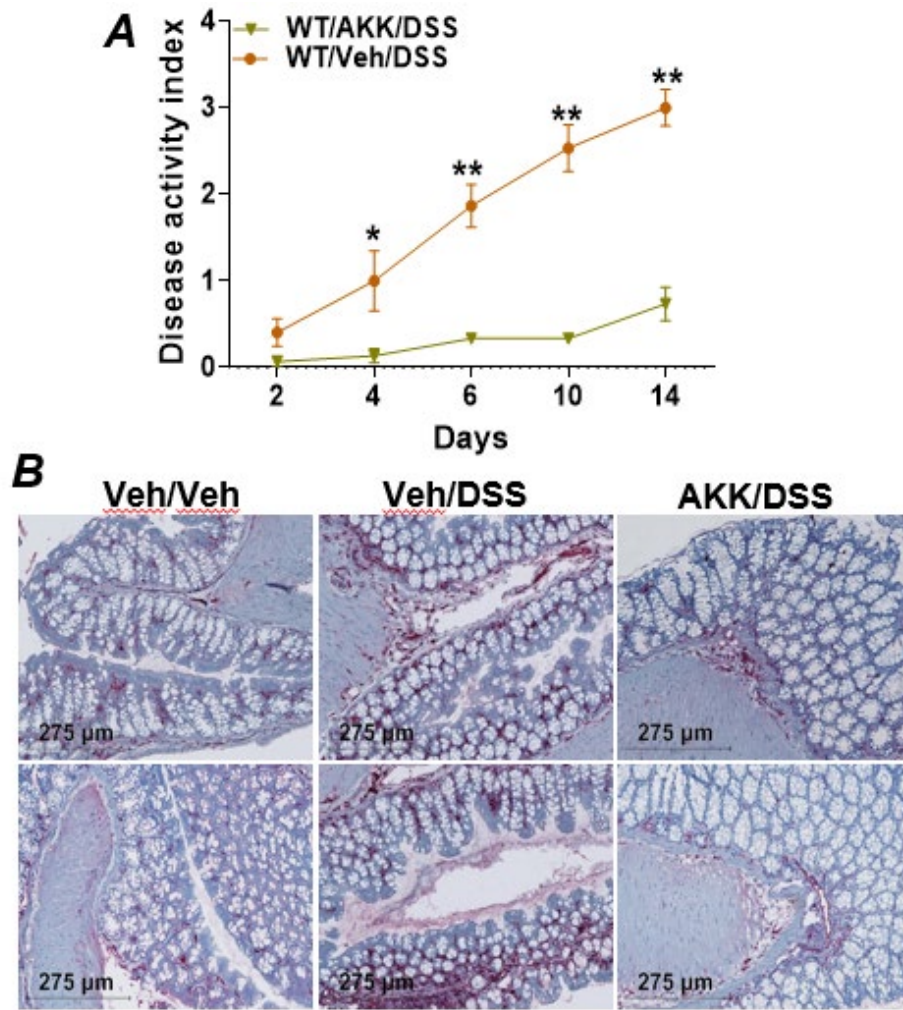 A
WT/AKK/DSS
WT/Veh/DSS
Disease activity index
4
3
2
1
0
*
**
**
**
2 4 6 10 14
Days
B
Veh/Veh Veh/DSS AKK/DSS
275 µm 275 µm 275 µm
275 µm 275 µm 275 µm